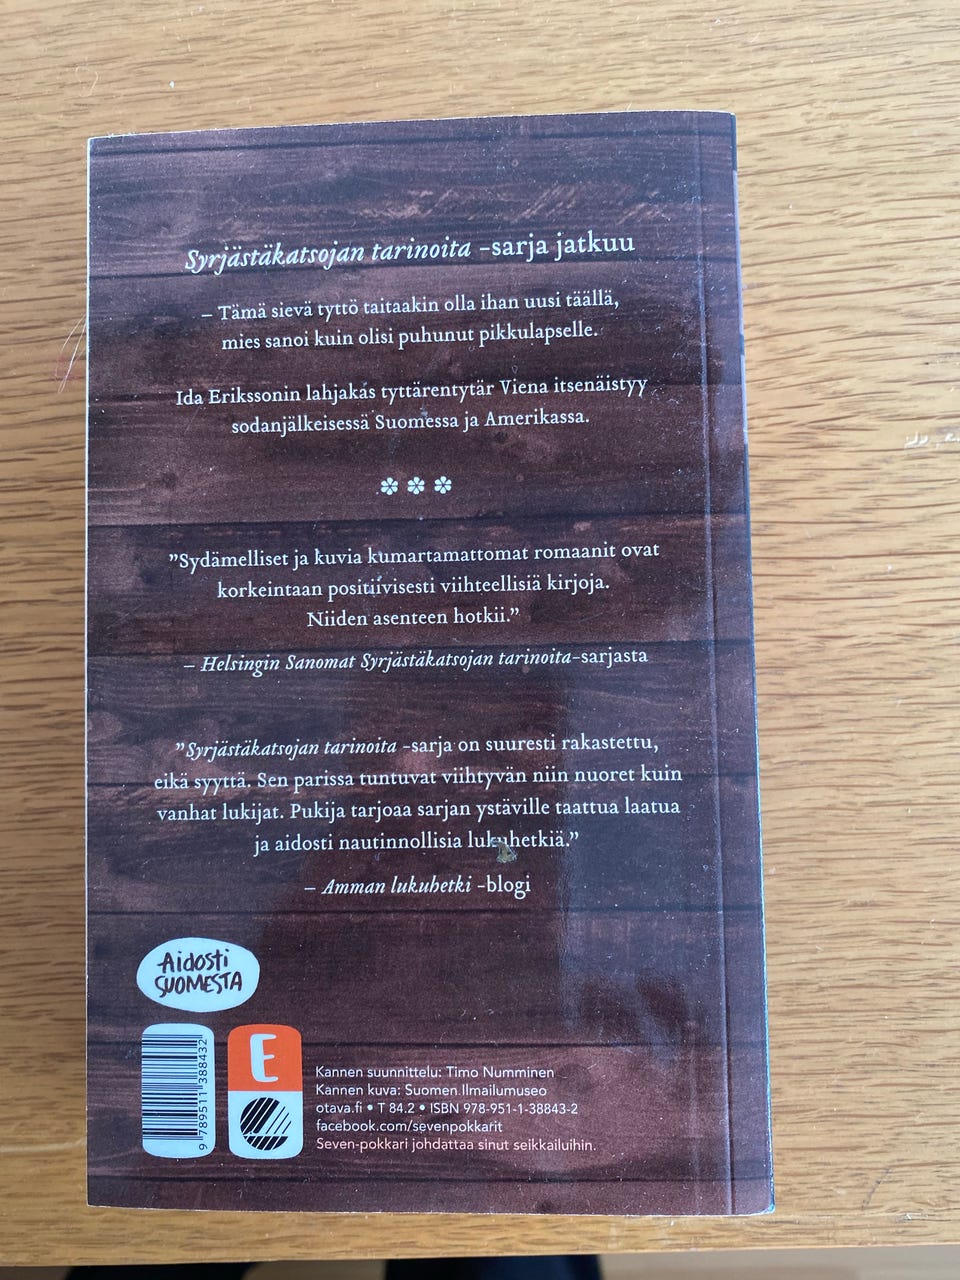 Syrjästäkatsojan tarinoita -sarja jatkuu
– Tämä sievä tyttö taitaakin olla ihan uusi täällä,
mies sanoi kuin olisi puhunut pikkulapselle.
Ida Erikssonin lahjakas tyttärentytär Viena itsenäistyy
sodanjälkeisessä Suomessa ja Amerikassa.
”Sydämelliset ja kuvia kumartamattomat romaanit ovat
korkeintaan positiivisesti viihteellisiä kirjoja.
Niiden asenteen hotkii.”
– Helsingin Sanomat Syrjästäkatsojan tarinoita-sarjasta
”Syrjästäkatsojan tarinoita -sarja on suuresti rakastettu,
eikä syyttä. Sen parissa tuntuvat viihtyvän niin nuoret kuin
vanhat lukijat. Pukija tarjoaa sarjan ystäville taattua laatua
ja aidosti nautinnollisia lukuhetkiä.”
– Amman lukuhetki -blogi
Aidosti
SUOMESTA
9 789511 388432
E
Kannen suunnittelu: Timo Numminen
Kannen kuva: Suomen Ilmailumuseo
otava.fi • T 84.2 • ISBN 978-951-1-38843-2
facebook.com/sevenpokkarit
Seven-pokkari johdattaa sinut seikkailuihin.